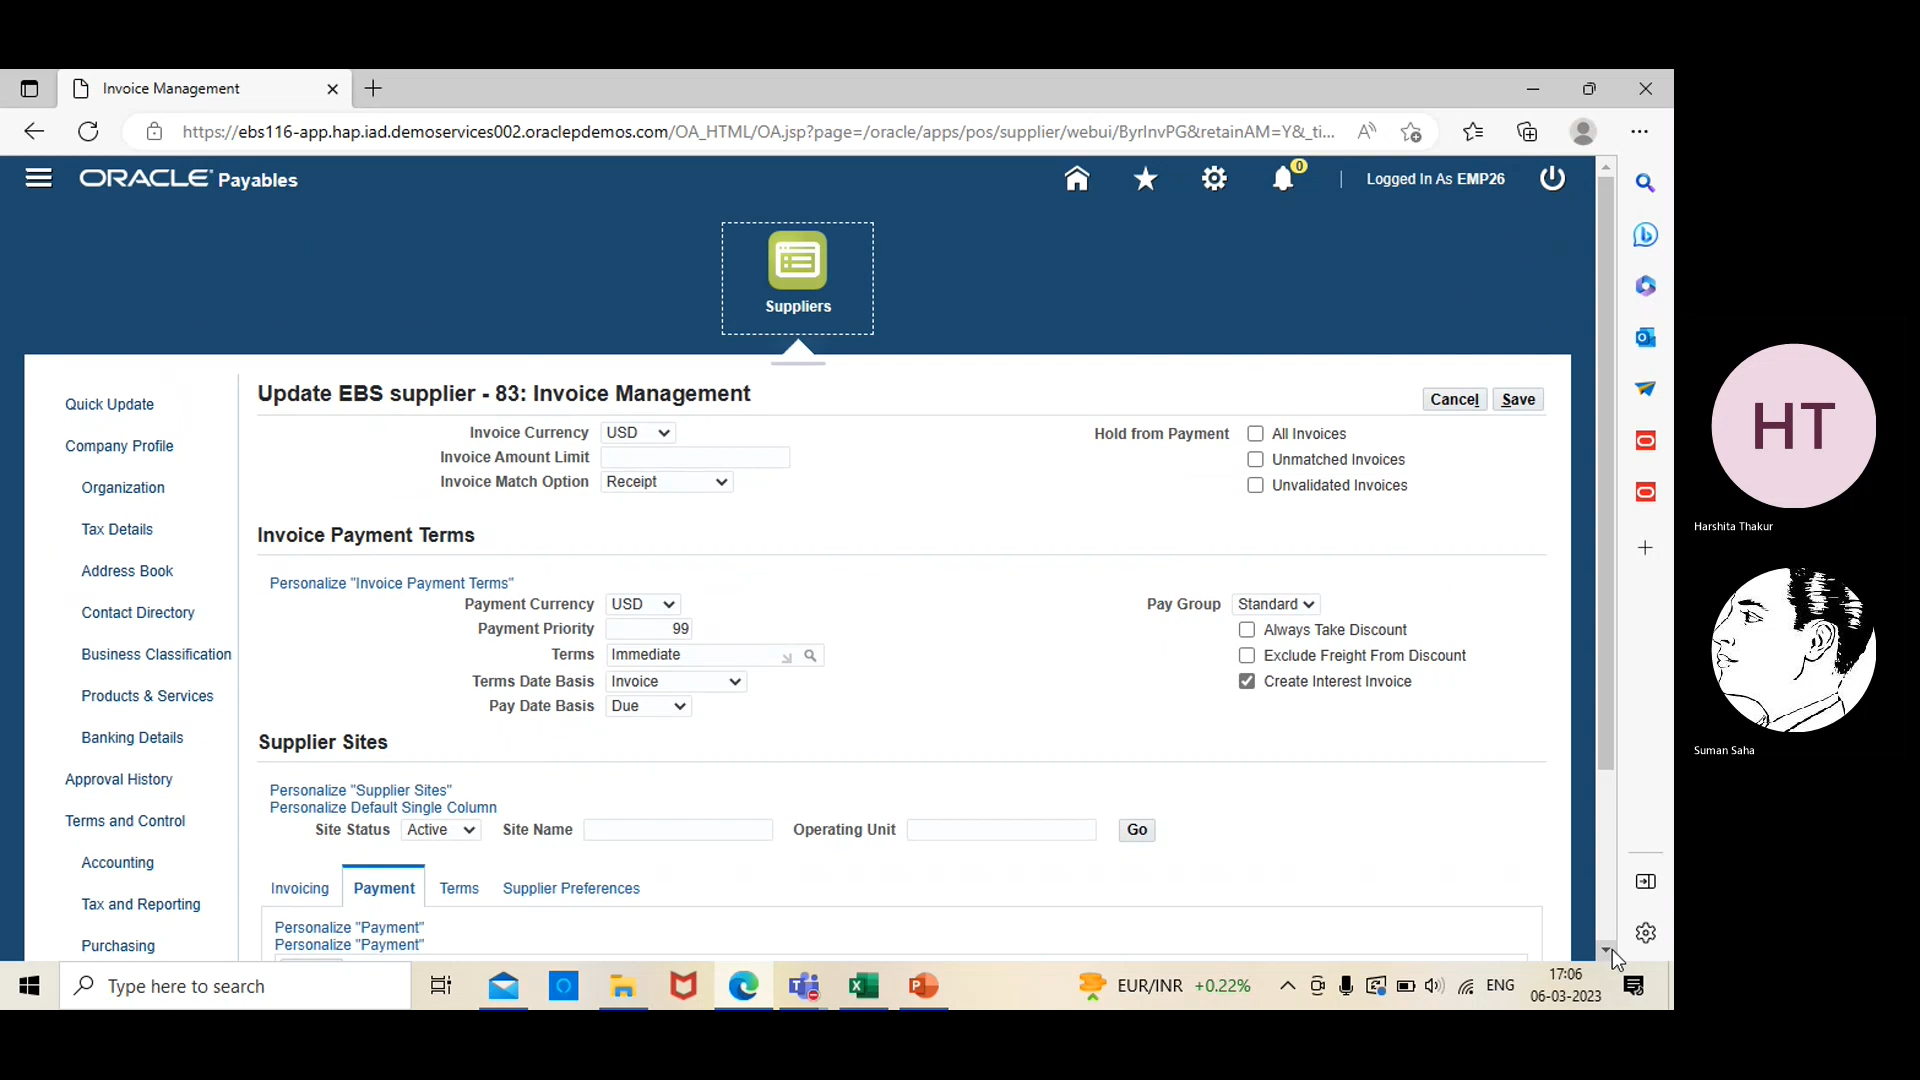 Invoice Management
https://ebs116-app.hap.iad.demoservices002.oraclepdemos.com/OA_HTML/OA.jsp?page=/oracle/apps/pos/supplier/webui/ByrInvPG&retainAM=Y&_ti...
ORACLE Payables
0
Logged In As EMP26
Suppliers
Quick Update
Company Profile
Organization
Tax Details
Address Book
Contact Directory
Business Classification
Products & Services
Banking Details
Approval History
Terms and Control
Accounting
Tax and Reporting
Purchasing
Update EBS supplier - 83: Invoice Management
Cancel Save
Invoice Currency USD
Invoice Amount Limit
Invoice Match Option Receipt
Hold from Payment All Invoices
Unmatched Invoices
Unvalidated Invoices
Invoice Payment Terms
Personalize "Invoice Payment Terms"
Payment Currency USD
Payment Priority 99
Terms Immediate
Terms Date Basis Invoice
Pay Date Basis Due
Pay Group Standard
Always Take Discount
Exclude Freight From Discount
Create Interest Invoice
Supplier Sites
Personalize "Supplier Sites"
Personalize Default Single Column
Site Status Active Site Name Operating Unit Go
Invoicing Payment Terms Supplier Preferences
Personalize "Payment"
Personalize "Payment"
HT
Harshita Thakur
Suman Saha
Type here to search
EUR/INR +0.22%
ENG
17:06
06-03-2023